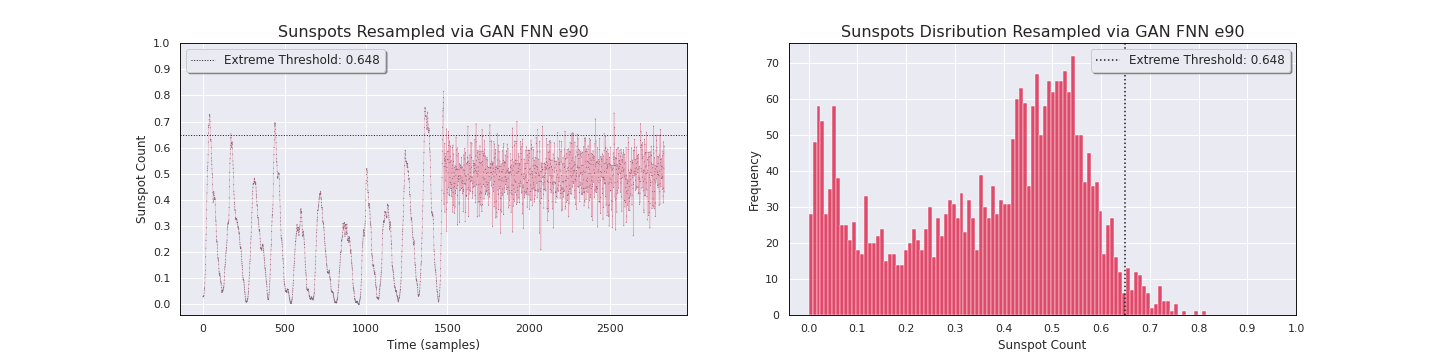 Sunspots Resampled via GAN FNN e90
Extreme Threshold: 0.648
Sunspot Count
1.0
0.9
0.8
0.7
0.6
0.5
0.4
0.3
0.2
0.1
0.0
0 500 1000 1500 2000 2500
Time (samples)
Sunspots Disribution Resampled via GAN FNN e90
Extreme Threshold: 0.648
Frequency
70
60
50
40
30
20
10
0
0.0 0.1 0.2 0.3 0.4 0.5 0.6 0.7 0.8 0.9 1.0
Sunspot Count